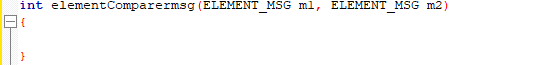 int elementComparermsg(ELEMENT_MSG m1, ELEMENT_MSG m2)
{
}